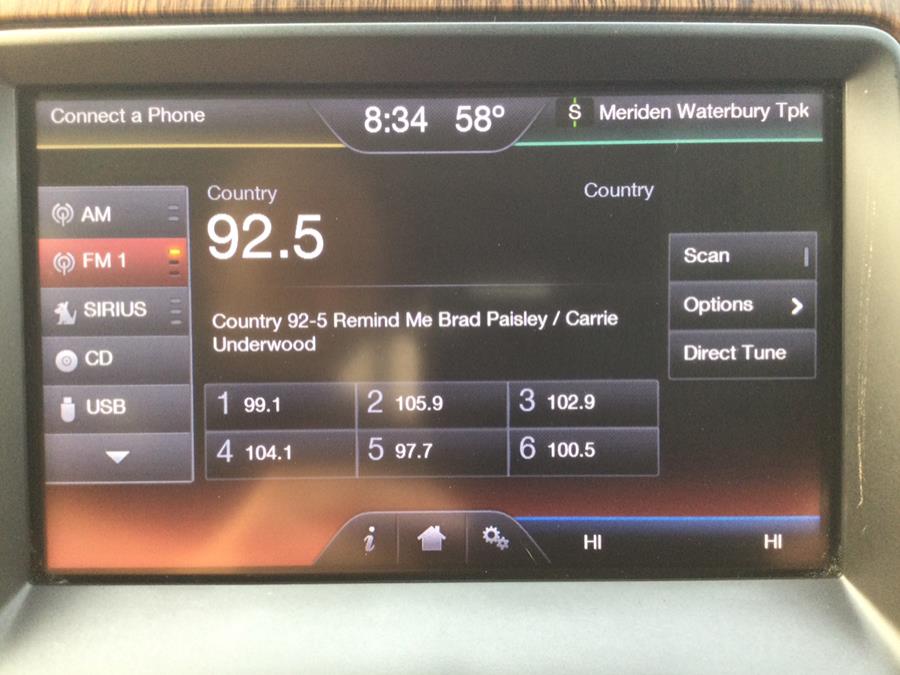 Connect a Phone
8:34 58°
S Meriden Waterbury Tpk
AM
FM 1
SIRIUS
CD
USB
Country
92.5
Country
Country 92-5 Remind Me Brad Paisley / Carrie
Underwood
1 99.1 2 105.9 3 102.9
4 104.1 5 97.7 6 100.5
Scan
Options
Direct Tune
i
HI HI